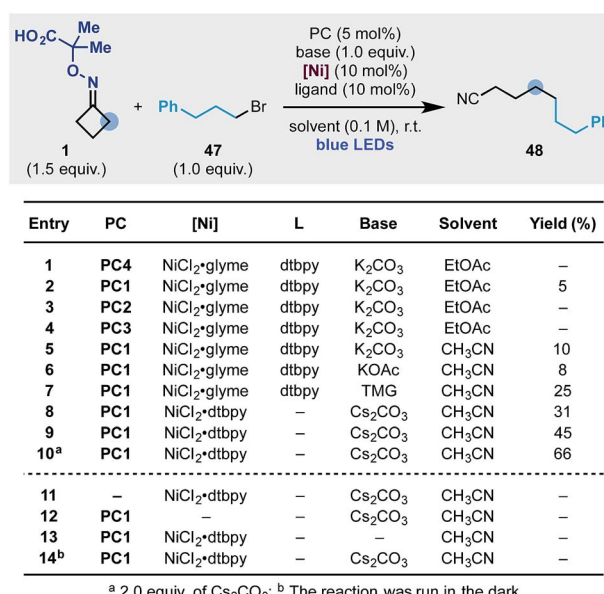 HO₂C Me
Me
O
N
1
(1.5 equiv.)
+
Ph Br
47
(1.0 equiv.)
PC (5 mol%)
base (1.0 equiv.)
[Ni] (10 mol%)
ligand (10 mol%)
solvent (0.1 M), r.t.
blue LEDs
NC Ph
48
Entry PC [Ni] L Base Solvent Yield (%)
1 PC4 NiCl₂•glyme dtbpy K₂CO₃ EtOAc –
2 PC1 NiCl₂•glyme dtbpy K₂CO₃ EtOAc 5
3 PC2 NiCl₂•glyme dtbpy K₂CO₃ EtOAc –
4 PC3 NiCl₂•glyme dtbpy K₂CO₃ EtOAc –
5 PC1 NiCl₂•glyme dtbpy K₂CO₃ CH₃CN 10
6 PC1 NiCl₂•glyme dtbpy KOAc CH₃CN 8
7 PC1 NiCl₂•glyme dtbpy TMG CH₃CN 25
8 PC1 NiCl₂•dtbpy – Cs₂CO₃ CH₃CN 31
9 PC1 NiCl₂•dtbpy – Cs₂CO₃ CH₃CN 45
10ᵃ PC1 NiCl₂•dtbpy – Cs₂CO₃ CH₃CN 66
11 – NiCl₂•dtbpy – Cs₂CO₃ CH₃CN –
12 PC1 – – Cs₂CO₃ CH₃CN –
13 PC1 NiCl₂•dtbpy – – CH₃CN –
14ᵇ PC1 NiCl₂•dtbpy – Cs₂CO₃ CH₃CN –
ᵃ 2.0 equiv. of Cs₂CO₃; ᵇ The reaction was run in the dark